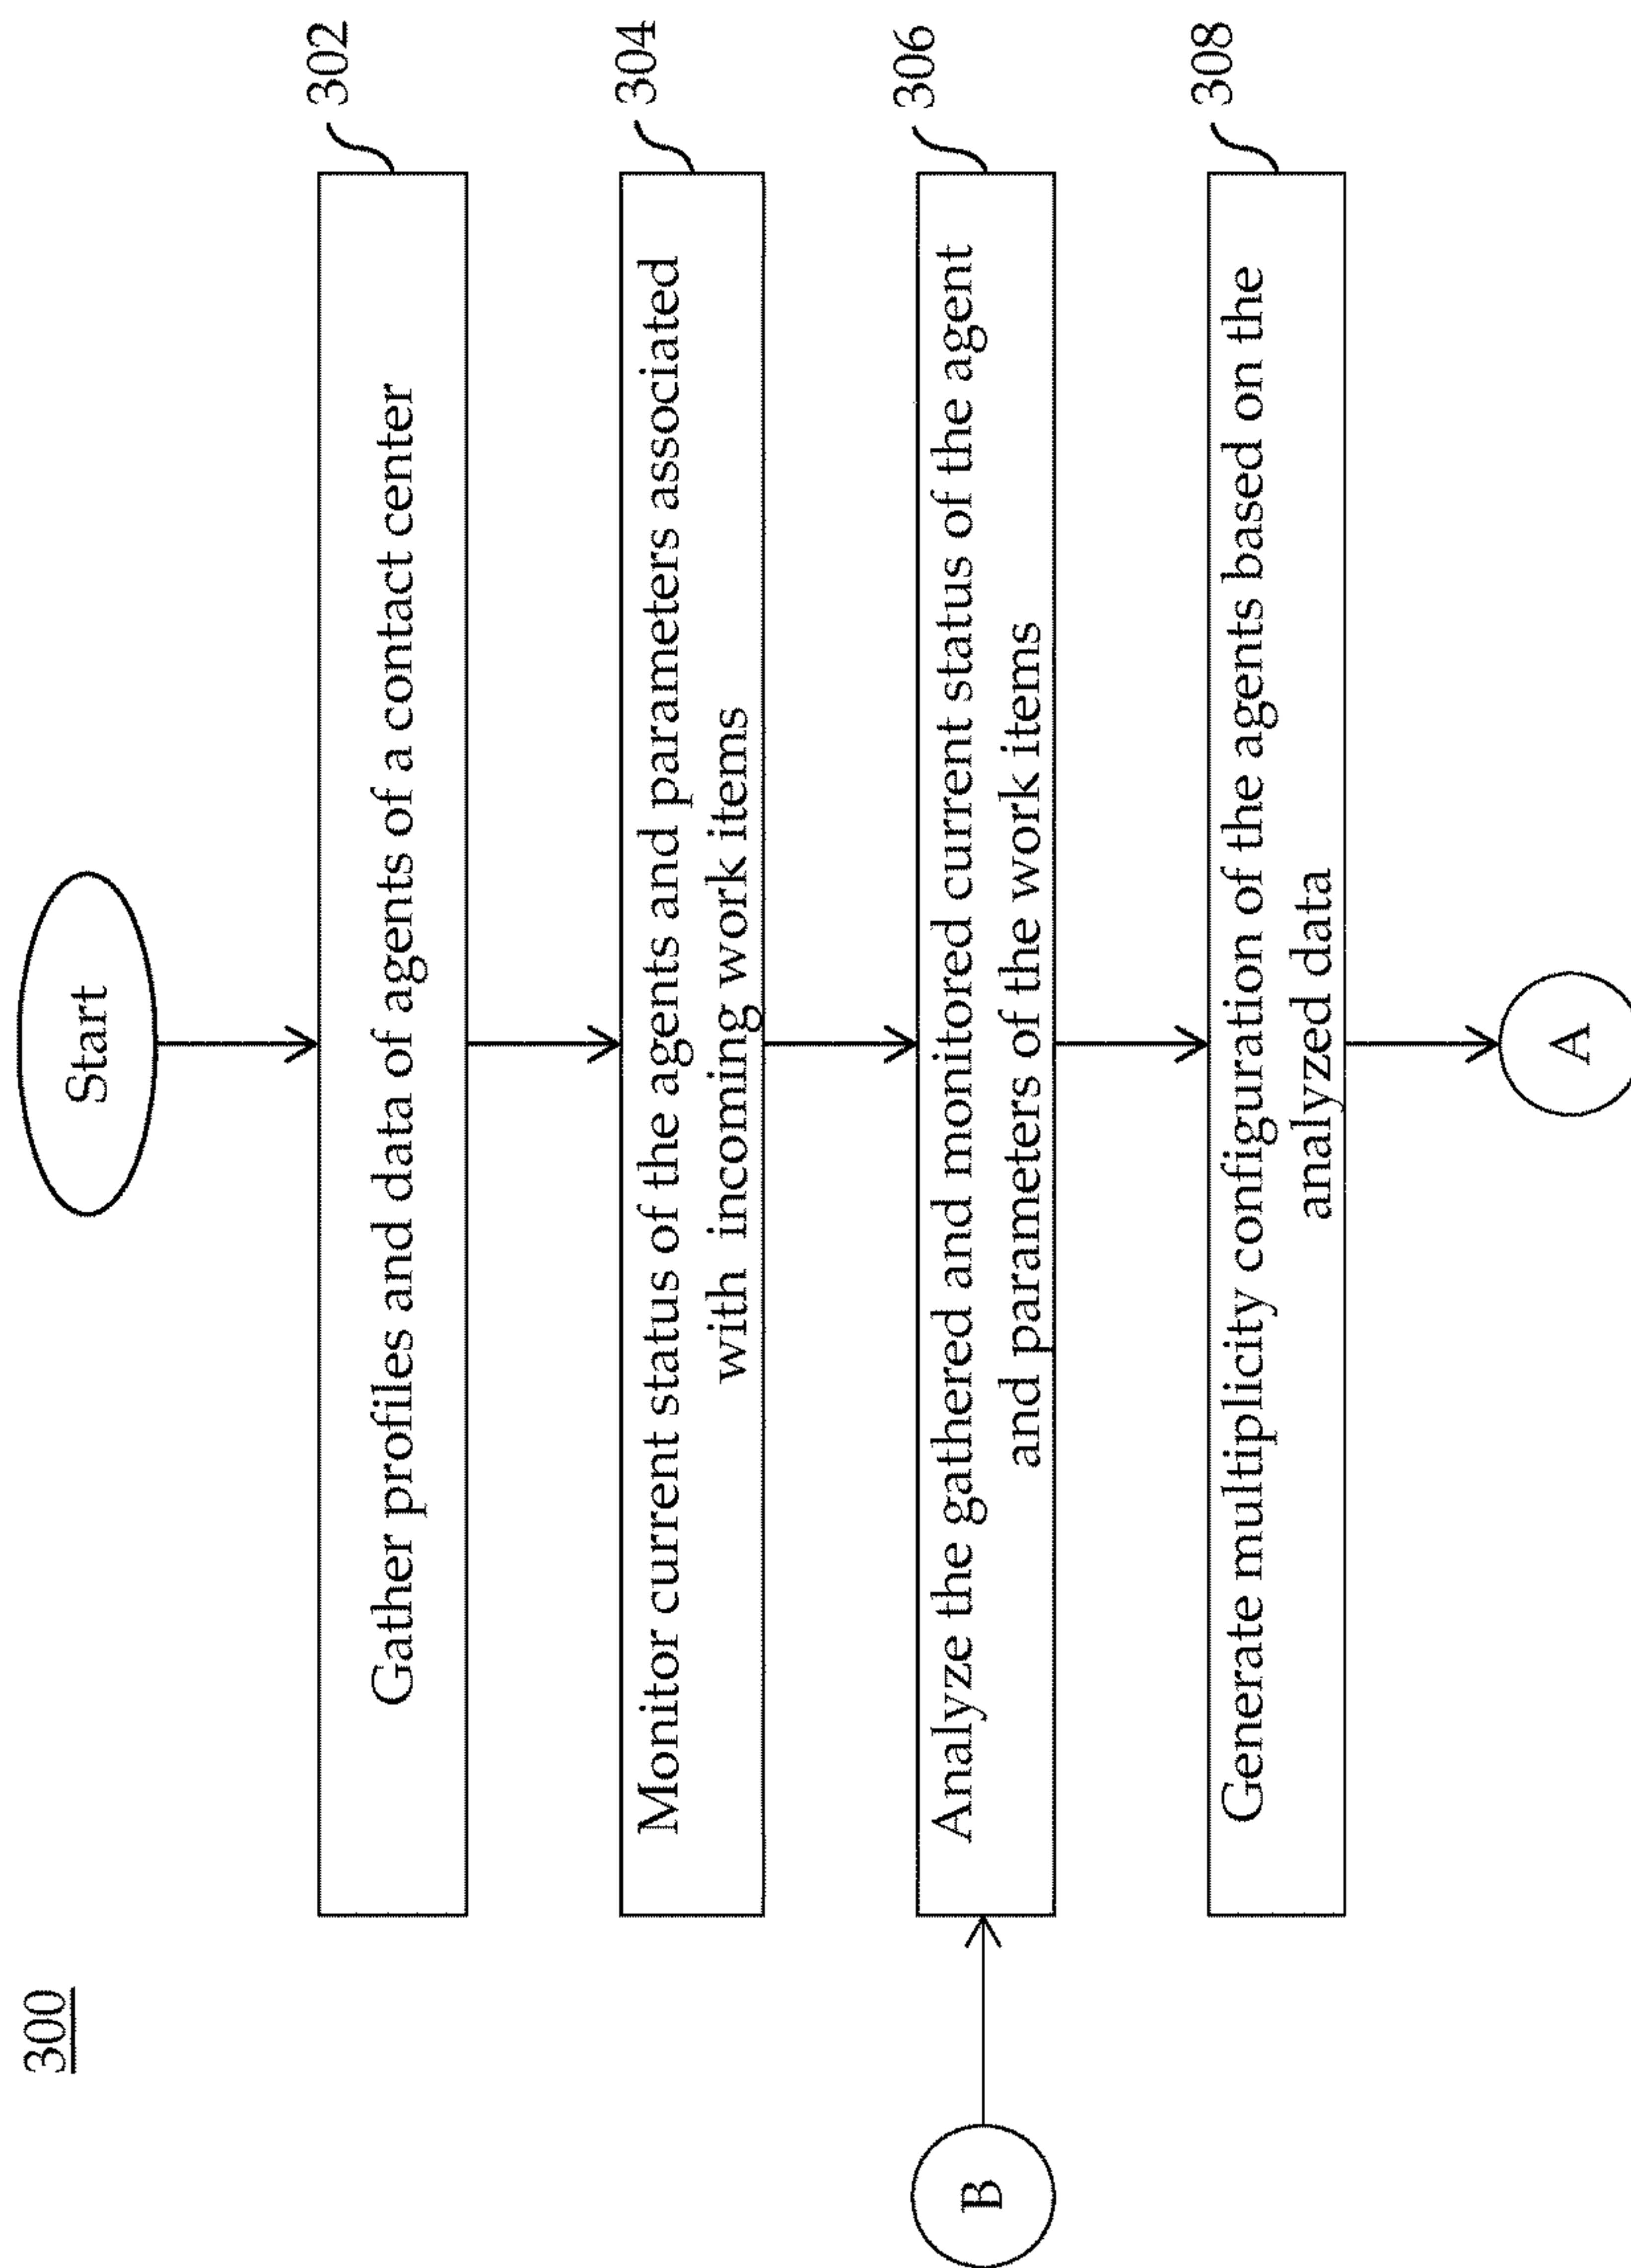 300
Start
302
Gather profiles and data of agents of a contact center
304
Monitor current status of the agents and parameters associated
with incoming work items
306
Analyze the gathered and monitored current status of the agent
and parameters of the work items
B
308
Generate multiplicity configuration of the agents based on the
analyzed data
A